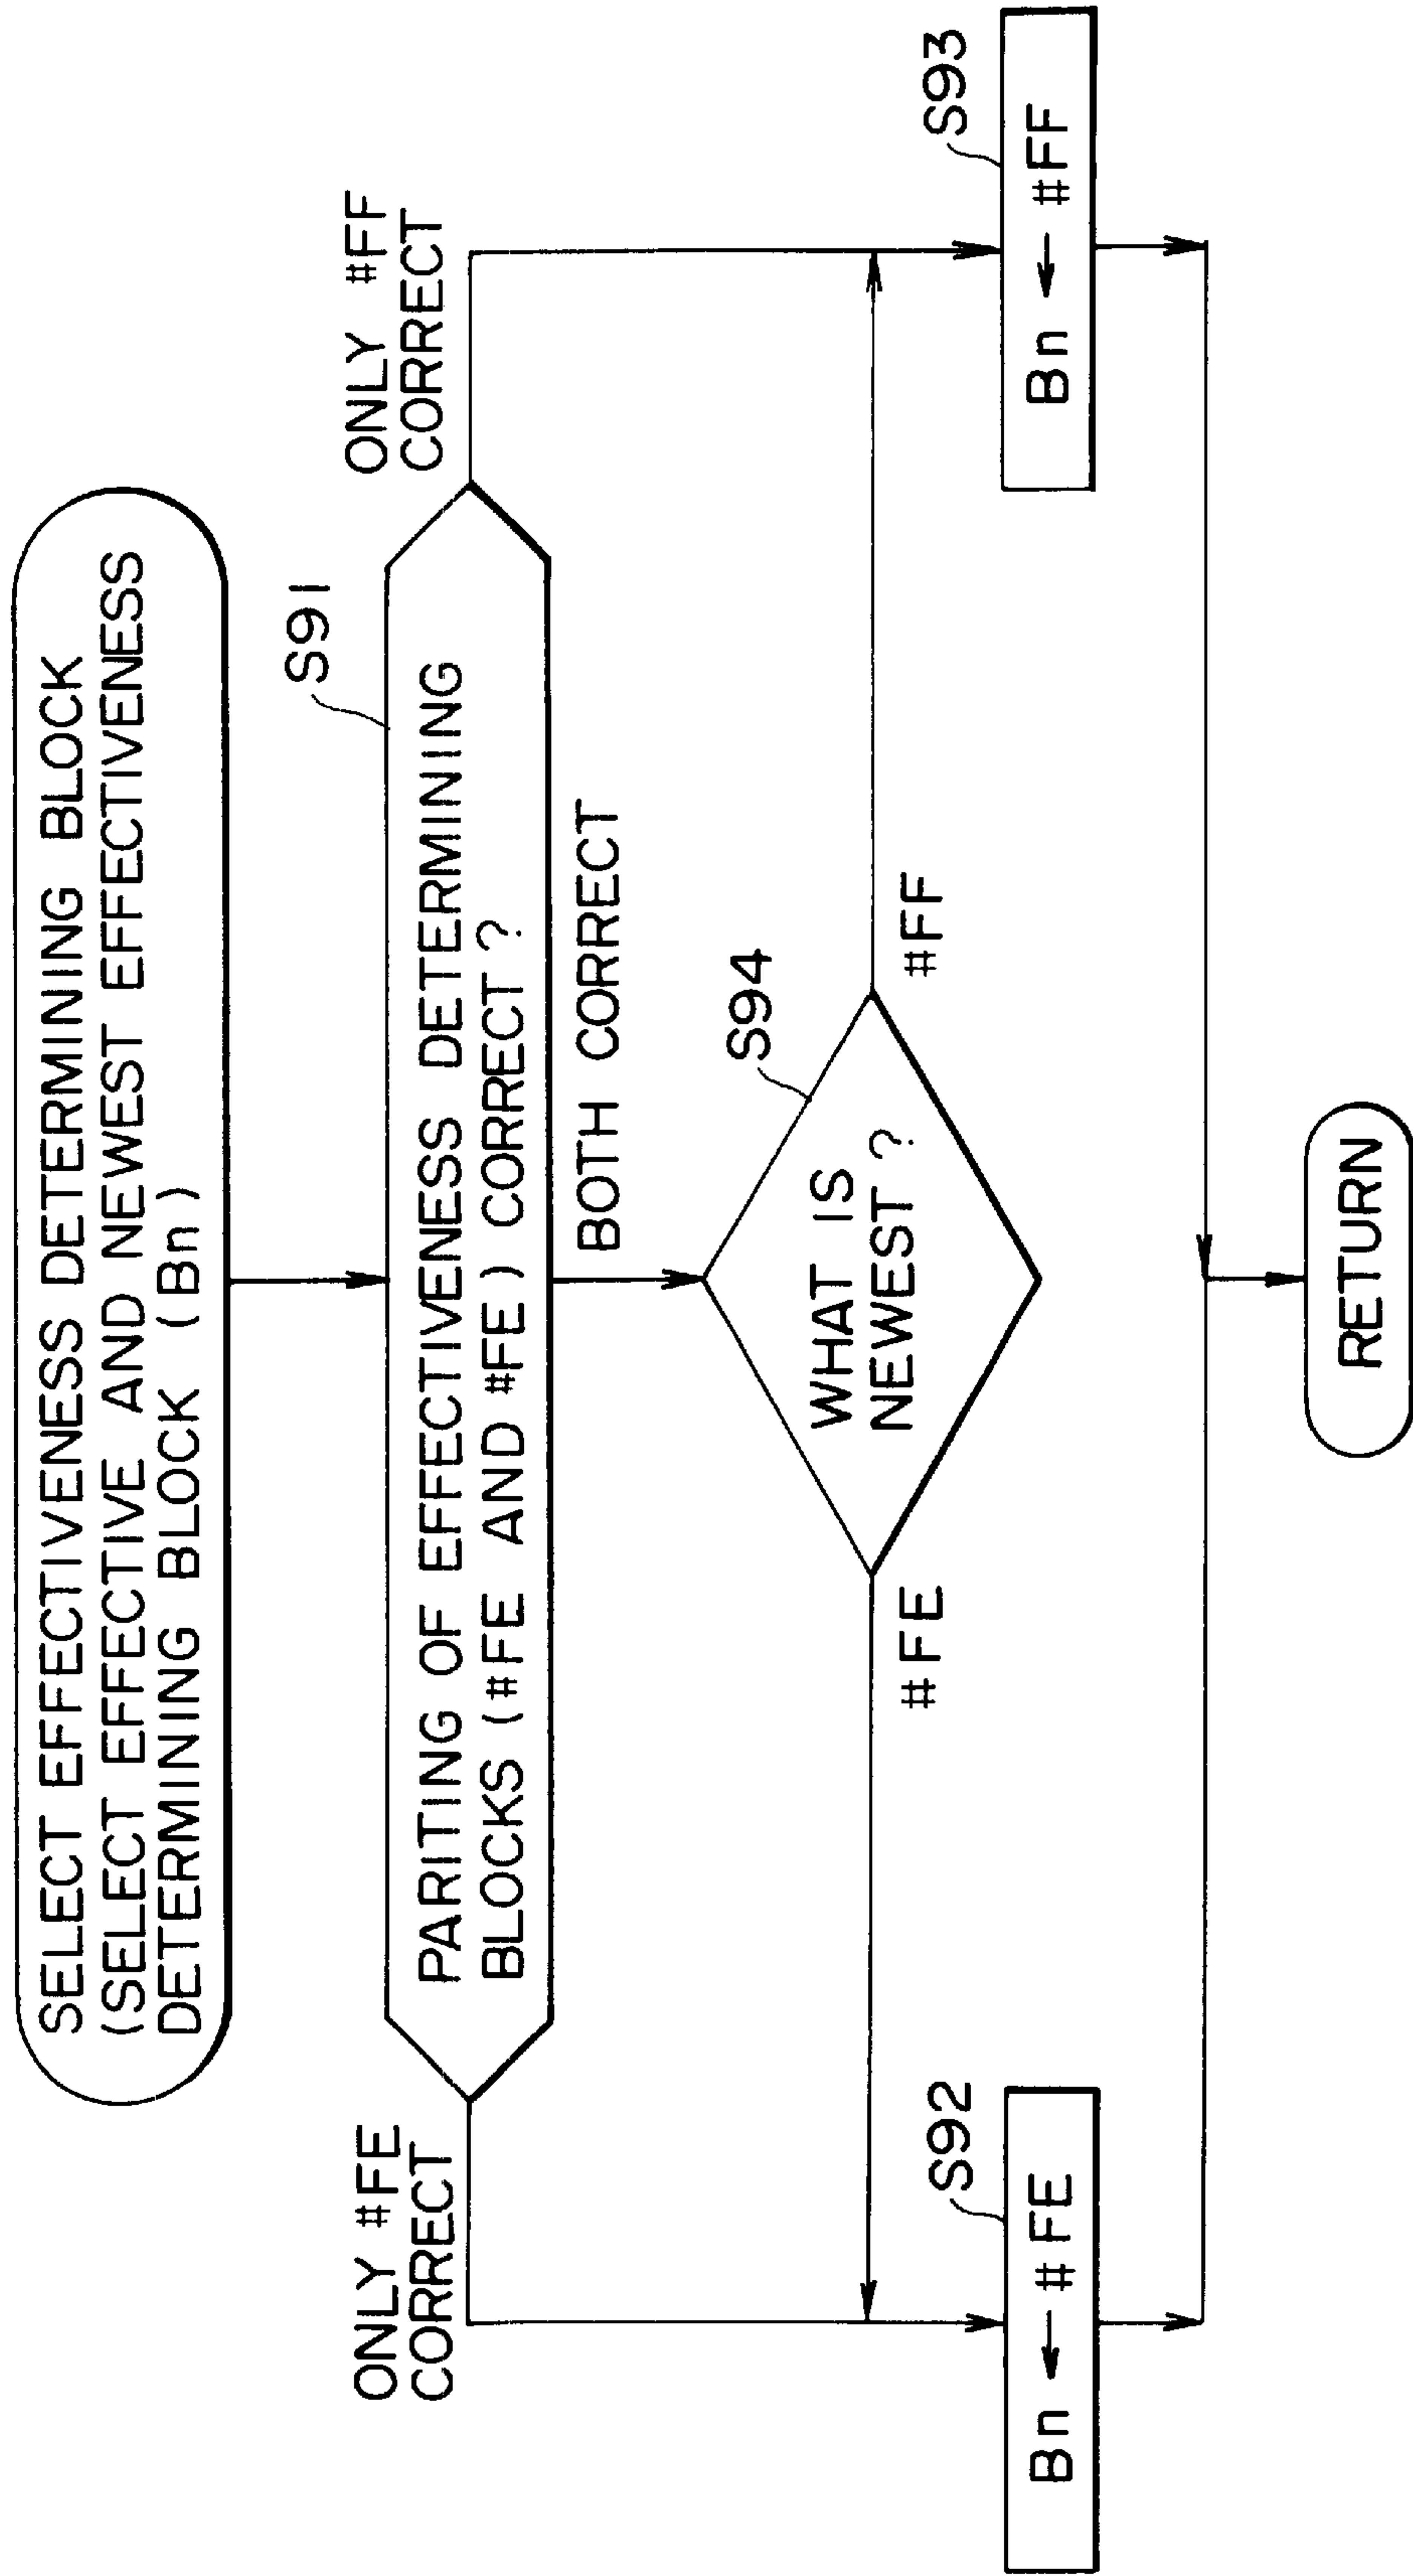 SELECT EFFECTIVENESS DETERMINING BLOCK
(SELECT EFFECTIVE AND NEWEST EFFECTIVENESS
DETERMINING BLOCK (Bn)
S91
PARITING OF EFFECTIVENESS DETERMINING
BLOCKS (#FE AND #FE) CORRECT?
ONLY #FE
CORRECT
ONLY #FF
CORRECT
BOTH CORRECT
S94
WHAT IS
NEWEST?
#FE
#FF
S92
Bn ← #FE
S93
Bn ← #FF
RETURN